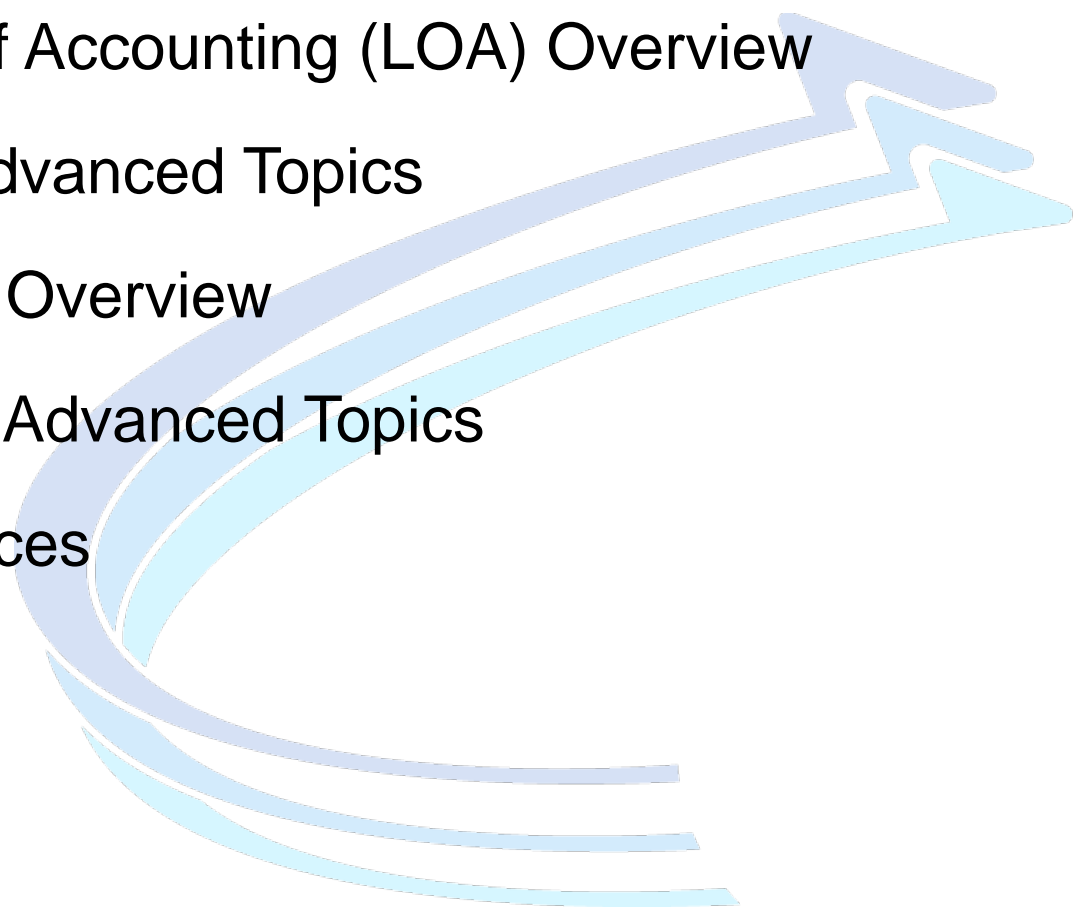 f Accounting (LOA) Overview
dvanced Topics
Overview
Advanced Topics
ces